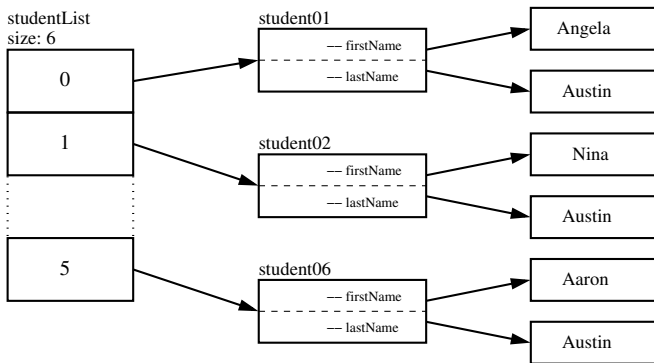 studentList
size: 6
0
1
5
student01
— firstName
— lastName
student02
— firstName
— lastName
student06
— firstName
— lastName
Angela
Austin
Nina
Austin
Aaron
Austin